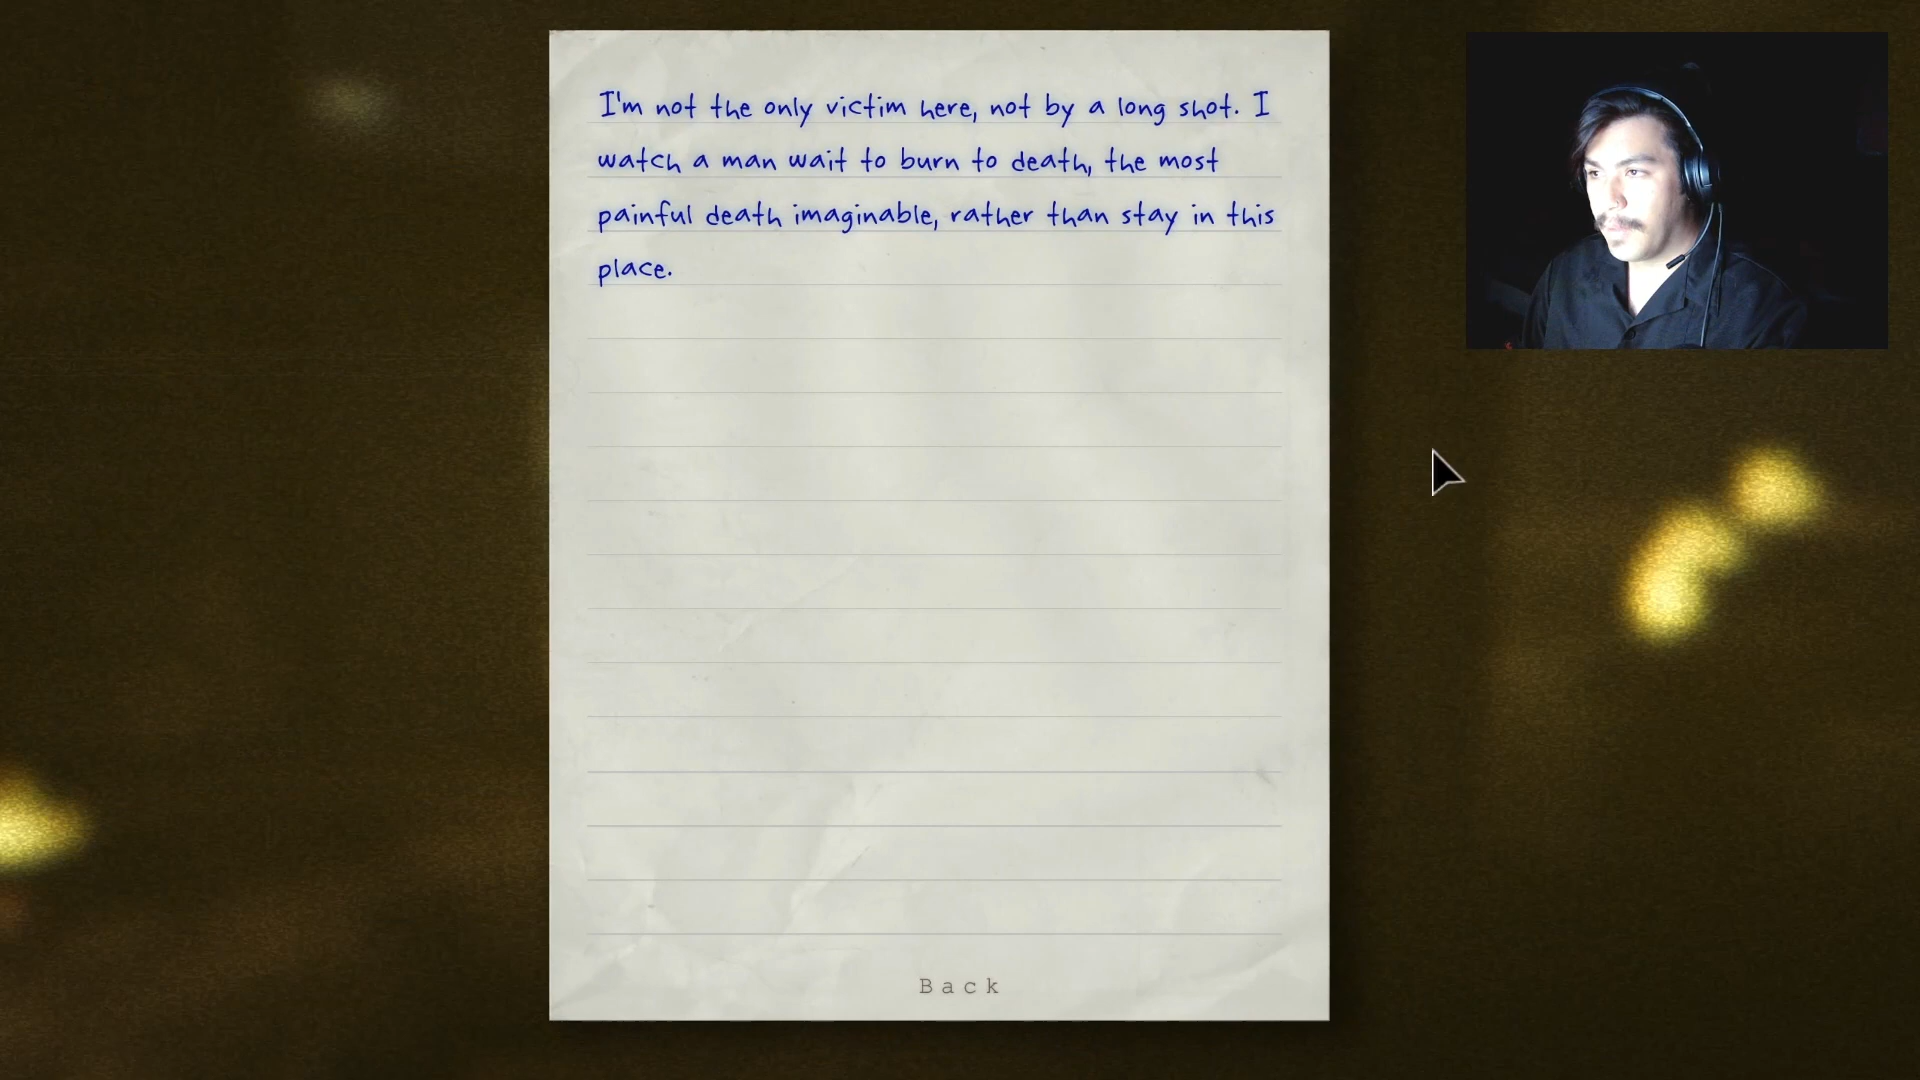 I'm not the only victim here, not by a long shot. I
watch a man wait to burn to death, the most
painful death imaginable, rather than stay in this
place.
Back